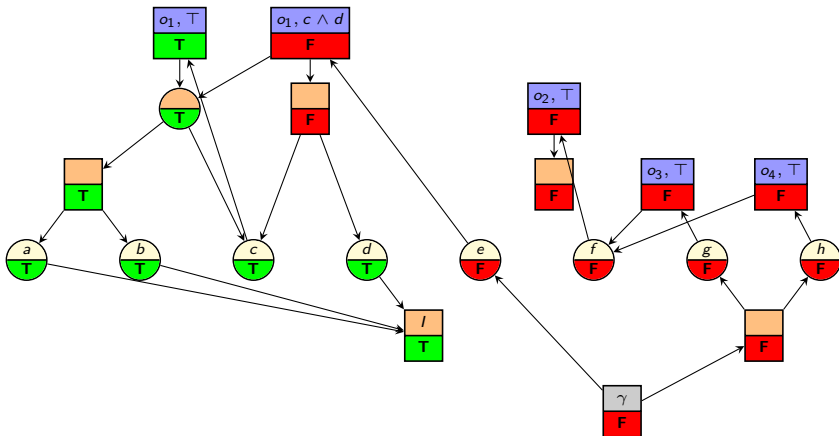 o₁, ⊤
T
o₁, c ∧ d
F
T
F
o₂, ⊤
F
F
T
o₃, ⊤
F
o₄, ⊤
F
a
T
b
T
c
T
d
T
e
F
f
F
g
F
h
F
I
T
F
γ
F